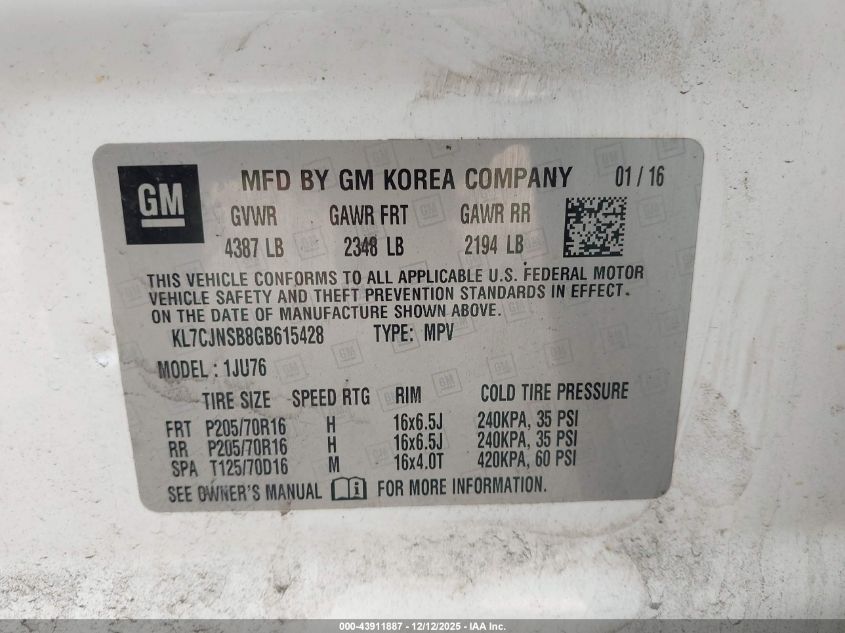 GM MFD BY GM KOREA COMPANY 01 / 16
GVWR GAWR FRT GAWR RR
4387 LB 2348 LB 2194 LB
THIS VEHICLE CONFORMS TO ALL APPLICABLE U.S. FEDERAL MOTOR
VEHICLE SAFETY AND THEFT PREVENTION STANDARDS IN EFFECT
ON THE DATE OF MANUFACTURE SHOWN ABOVE.
KL7CJNSB8GB615428 TYPE: MPV
MODEL : 1JU76
TIRE SIZE SPEED RTG RIM COLD TIRE PRESSURE
FRT P205/70R16 H 16x6.5J 240KPA, 35 PSI
RR P205/70R16 H 16x6.5J 240KPA, 35 PSI
SPA T125/70D16 M 16x4.0T 420KPA, 60 PSI
SEE OWNER'S MANUAL FOR MORE INFORMATION.
000-43911887 - 12/12/2025 - IAA Inc.